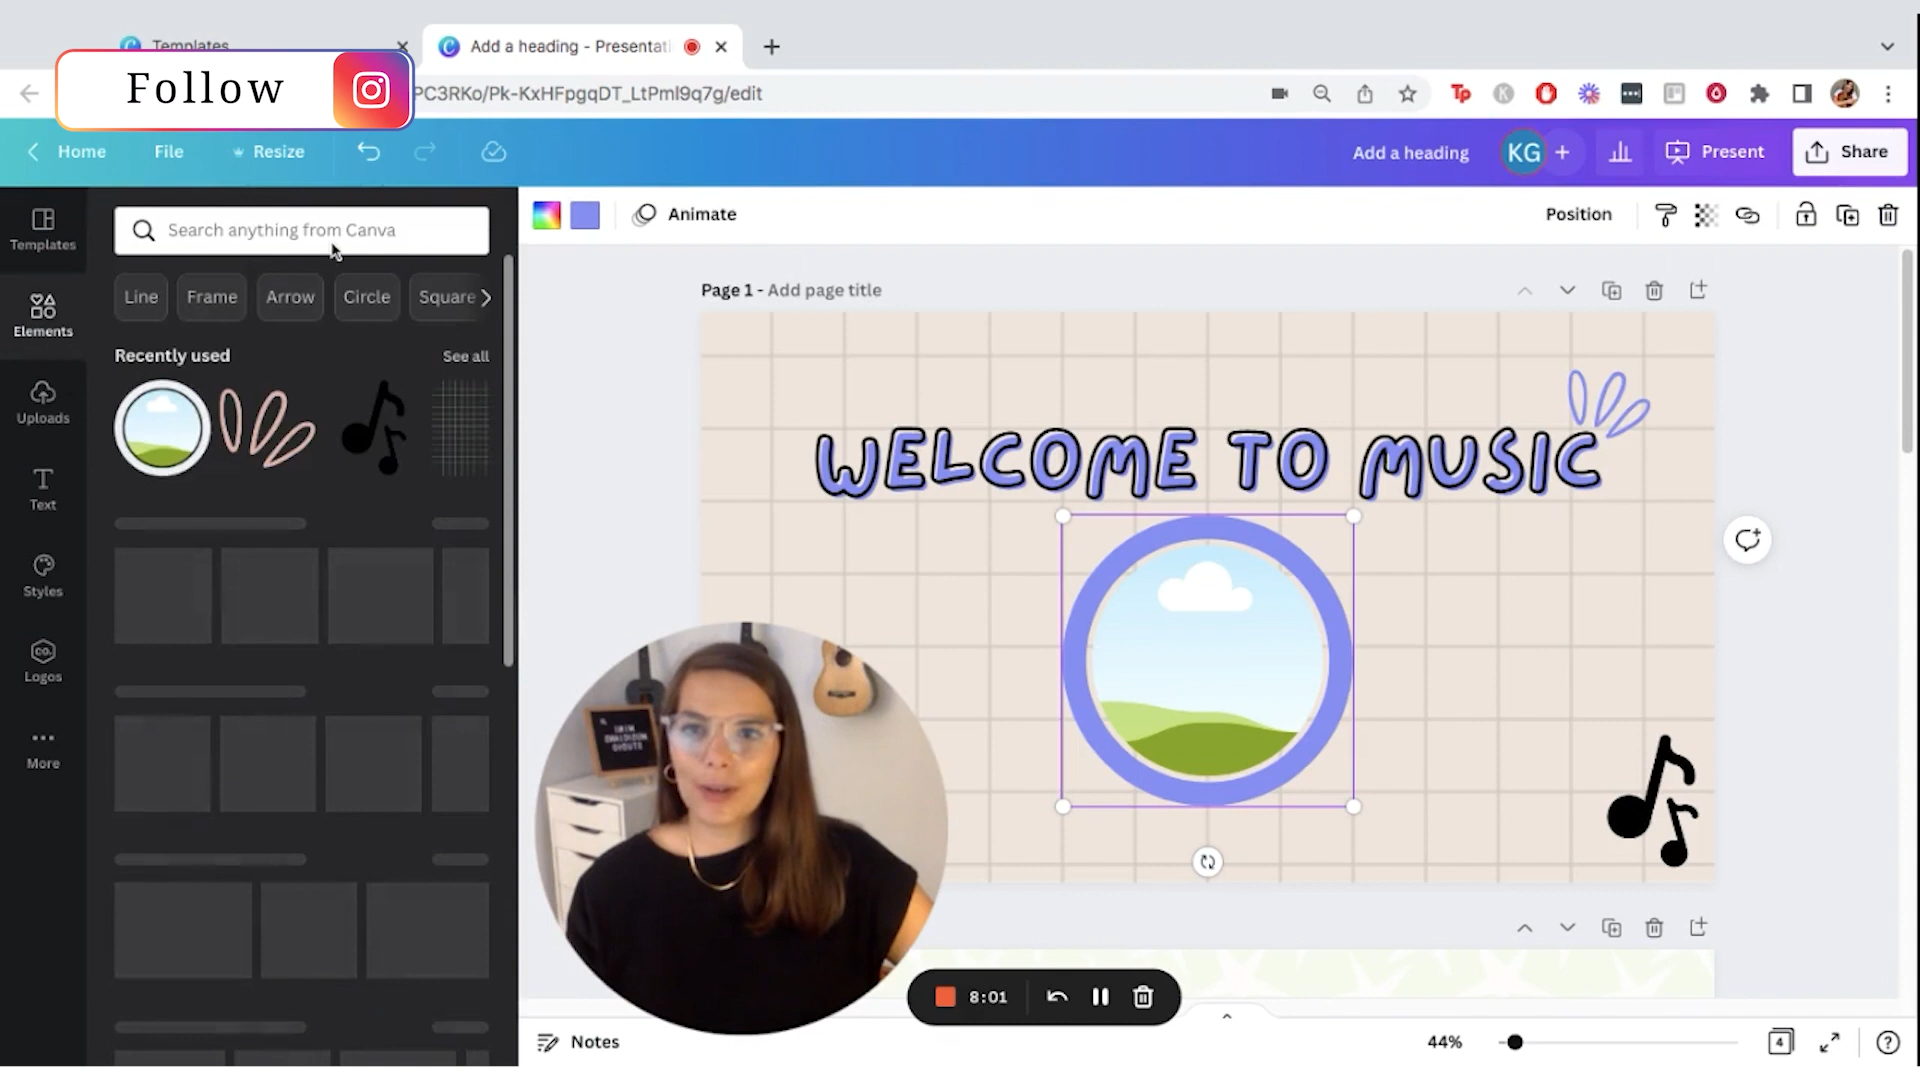 Templates
Add a heading - Presentati
Follow
PC3RKo/Pk-KxHFpgqDT_LtPml9q7g/edit
Home
File
Resize
Add a heading
KG
Present
Share
Templates
Search anything from Canva
Animate
Position
Line
Frame
Arrow
Circle
Square
Elements
Page 1 - Add page title
Recently used
See all
Uploads
WELCOME TO MUSIC
Text
Styles
CO.
Logos
More
8:01
Notes
44%
4